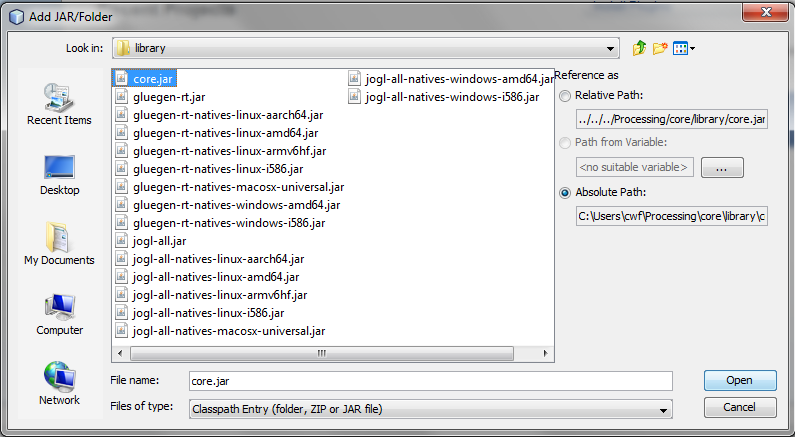 Add JAR/Folder
Look in:
library
Recent Items
Desktop
My Documents
Computer
Network
core.jar
gluegen-rt.jar
gluegen-rt-natives-linux-aarch64.jar
gluegen-rt-natives-linux-amd64.jar
gluegen-rt-natives-linux-armv6hf.jar
gluegen-rt-natives-linux-i586.jar
gluegen-rt-natives-macosx-universal.jar
gluegen-rt-natives-windows-amd64.jar
gluegen-rt-natives-windows-i586.jar
jogl-all.jar
jogl-all-natives-linux-aarch64.jar
jogl-all-natives-linux-amd64.jar
jogl-all-natives-linux-armv6hf.jar
jogl-all-natives-linux-i586.jar
jogl-all-natives-macosx-universal.jar
jogl-all-natives-windows-amd64.jar
jogl-all-natives-windows-i586.jar
Reference as
Relative Path:
../../../Processing/core/library/core.jar
Path from Variable:
<no suitable variable>
...
Absolute Path:
C:\Users\cwf\Processing\core\library\c
File name:
core.jar
Open
Files of type:
Classpath Entry (folder, ZIP or JAR file)
Cancel